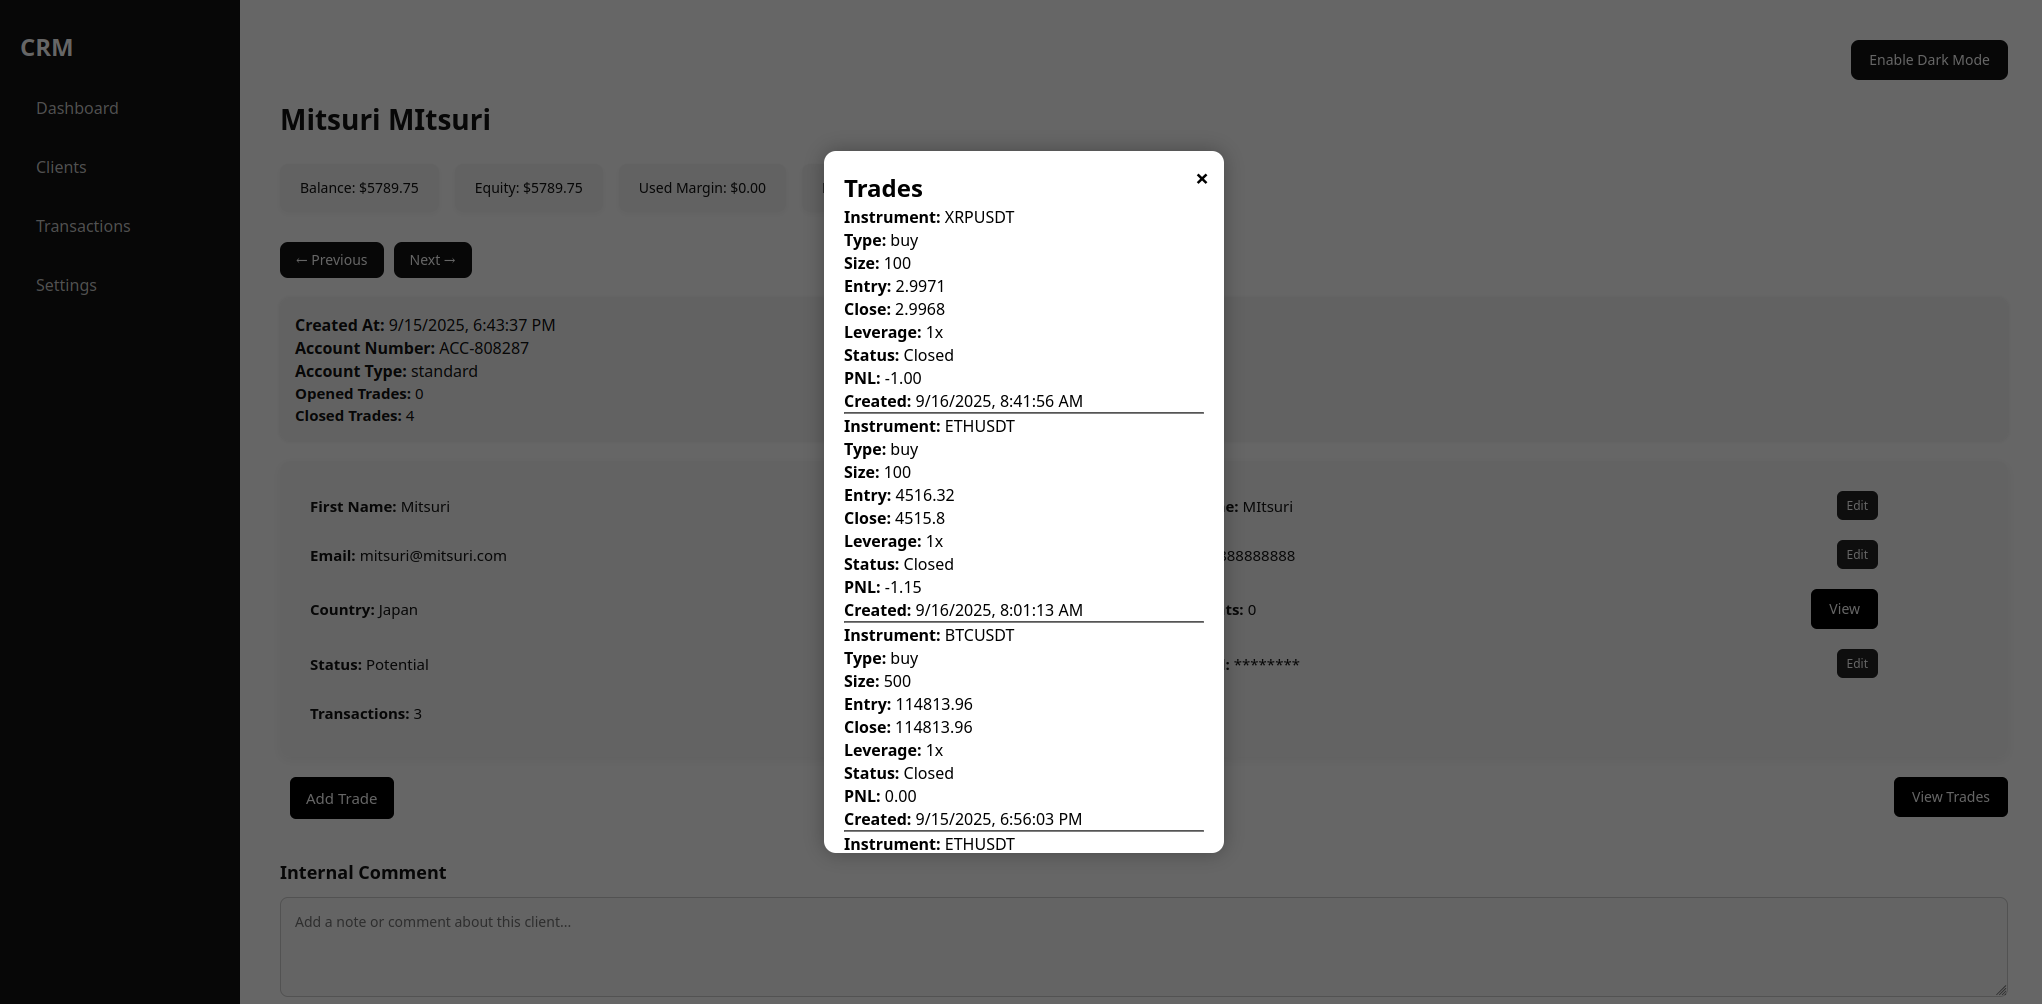 CRM
Dashboard
Clients
Transactions
Settings
Enable Dark Mode
Mitsuri MItsuri
Balance: $5789.75
Equity: $5789.75
Used Margin: $0.00
← Previous
Next →
Created At: 9/15/2025, 6:43:37 PM
Account Number: ACC-808287
Account Type: standard
Opened Trades: 0
Closed Trades: 4
First Name: Mitsuri
e: MItsuri
Edit
Email: mitsuri@mitsuri.com
88888888
Edit
Country: Japan
ts: 0
View
Status: Potential
: ********
Edit
Transactions: 3
Add Trade
View Trades
Internal Comment
Add a note or comment about this client...
Trades
×
Instrument: XRPUSDT
Type: buy
Size: 100
Entry: 2.9971
Close: 2.9968
Leverage: 1x
Status: Closed
PNL: -1.00
Created: 9/16/2025, 8:41:56 AM
Instrument: ETHUSDT
Type: buy
Size: 100
Entry: 4516.32
Close: 4515.8
Leverage: 1x
Status: Closed
PNL: -1.15
Created: 9/16/2025, 8:01:13 AM
Instrument: BTCUSDT
Type: buy
Size: 500
Entry: 114813.96
Close: 114813.96
Leverage: 1x
Status: Closed
PNL: 0.00
Created: 9/15/2025, 6:56:03 PM
Instrument: ETHUSDT